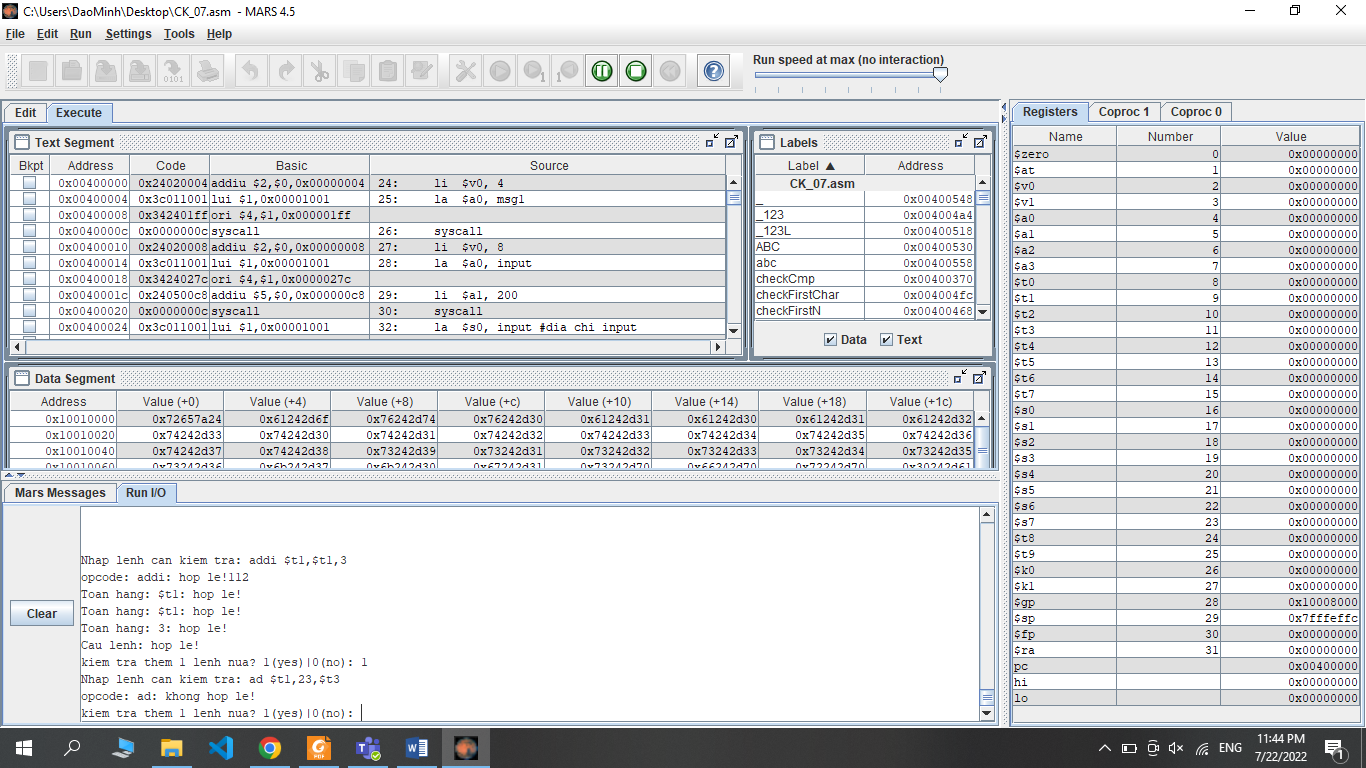 C:\Users\DaoMinh\Desktop\CK_07.asm - MARS 4.5
File Edit Run Settings Tools Help
Run speed at max (no interaction)
Edit Execute
Text Segment
Bkpt Address Code Basic Source
0x00400000 0x24020004 addiu $2,$0,0x00000004 24: li $v0, 4
0x00400004 0x3c011001 lui $1,0x00001001 25: la $a0, msg1
0x00400008 0x342401ff ori $4,$1,0x000001ff
0x0040000c 0x0000000c syscall 26: syscall
0x00400010 0x24020008 addiu $2,$0,0x00000008 27: li $v0, 8
0x00400014 0x3c011001 lui $1,0x00001001 28: la $a0, input
0x00400018 0x3424027c ori $4,$1,0x0000027c
0x0040001c 0x240500c8 addiu $5,$0,0x000000c8 29: li $a1, 200
0x00400020 0x0000000c syscall 30: syscall
0x00400024 0x3c011001 lui $1,0x00001001 32: la $s0, input #dia chi input
Labels
Label ▲ Address
CK_07.asm
_ 0x00400548
_123 0x004004a4
_123L 0x00400518
ABC 0x00400530
abc 0x00400558
checkCmp 0x00400370
checkFirstChar 0x004004fc
checkFirstN 0x00400468
Data Text
Data Segment
Address Value (+0) Value (+4) Value (+8) Value (+c) Value (+10) Value (+14) Value (+18) Value (+1c)
0x10010000 0x72657a24 0x61242d6f 0x76242d74 0x76242d30 0x61242d31 0x61242d30 0x61242d31 0x61242d32
0x10010020 0x74242d33 0x74242d30 0x74242d31 0x74242d32 0x74242d33 0x74242d34 0x74242d35 0x74242d36
0x10010040 0x74242d37 0x74242d38 0x73242d39 0x73242d31 0x73242d32 0x73242d33 0x73242d34 0x73242d35
0x10010060 0x73242d36 0x6b242d37 0x6b242d30 0x67242d31 0x73242d70 0x66242d70 0x72242d70 0x30242d61
Mars Messages Run I/O
Clear
Nhap lenh can kiem tra: addi $t1,$t1,3
opcode: addi: hop le!112
Toan hang: $t1: hop le!
Toan hang: $t1: hop le!
Toan hang: 3: hop le!
Cau lenh: hop le!
kiem tra them 1 lenh nua? 1(yes)|0(no): 1
Nhap lenh can kiem tra: ad $t1,23,$t3
opcode: ad: khong hop le!
kiem tra them 1 lenh nua? 1(yes)|0(no):
Registers Coproc 1 Coproc 0
Name Number Value
$zero 0 0x00000000
$at 1 0x00000000
$v0 2 0x00000000
$v1 3 0x00000000
$a0 4 0x00000000
$a1 5 0x00000000
$a2 6 0x00000000
$a3 7 0x00000000
$t0 8 0x00000000
$t1 9 0x00000000
$t2 10 0x00000000
$t3 11 0x00000000
$t4 12 0x00000000
$t5 13 0x00000000
$t6 14 0x00000000
$t7 15 0x00000000
$s0 16 0x00000000
$s1 17 0x00000000
$s2 18 0x00000000
$s3 19 0x00000000
$s4 20 0x00000000
$s5 21 0x00000000
$s6 22 0x00000000
$s7 23 0x00000000
$t8 24 0x00000000
$t9 25 0x00000000
$k0 26 0x00000000
$k1 27 0x00000000
$gp 28 0x10008000
$sp 29 0x7fffeffc
$fp 30 0x00000000
$ra 31 0x00000000
pc 0x00400000
hi 0x00000000
lo 0x00000000
ENG
11:44 PM
7/22/2022